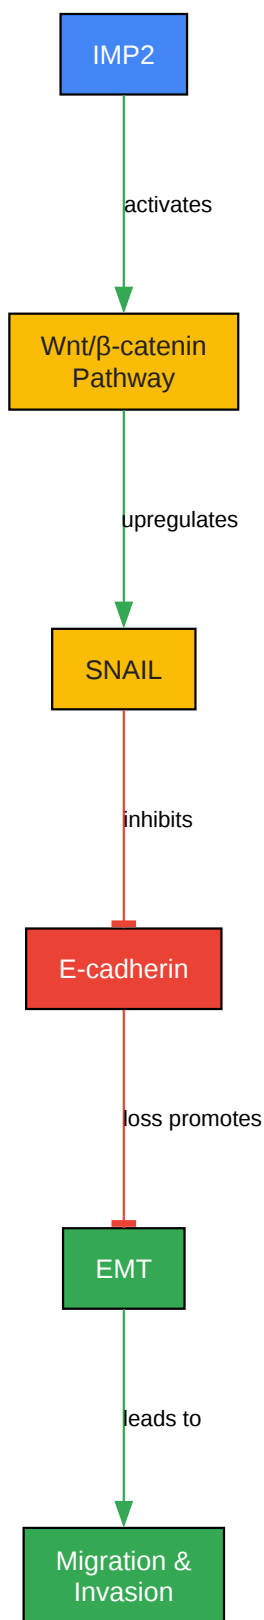 IMP2
activates
Wnt/β-catenin
Pathway
upregulates
SNAIL
inhibits
E-cadherin
loss promotes
EMT
leads to
Migration &
Invasion